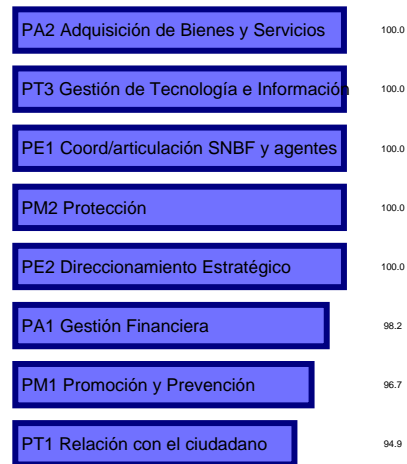 PA2 Adquisición de Bienes y Servicios 100.0
PT3 Gestión de Tecnología e Información 100.0
PE1 Coord/articulación SNBF y agentes 100.0
PM2 Protección 100.0
PE2 Direccionamiento Estratégico 100.0
PA1 Gestión Financiera 98.2
PM1 Promoción y Prevención 96.7
PT1 Relación con el ciudadano 94.9